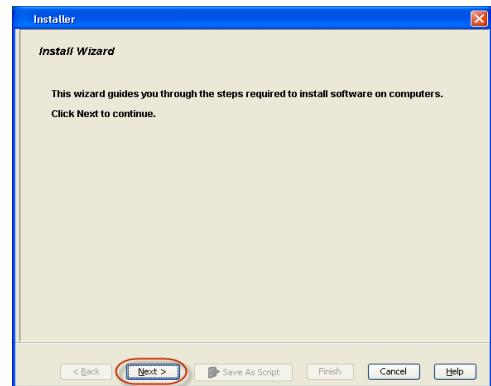 Installer
Install Wizard
This wizard guides you through the steps required to install software on computers.
Click Next to continue.
< Back Next > Save As Script Finish Cancel Help